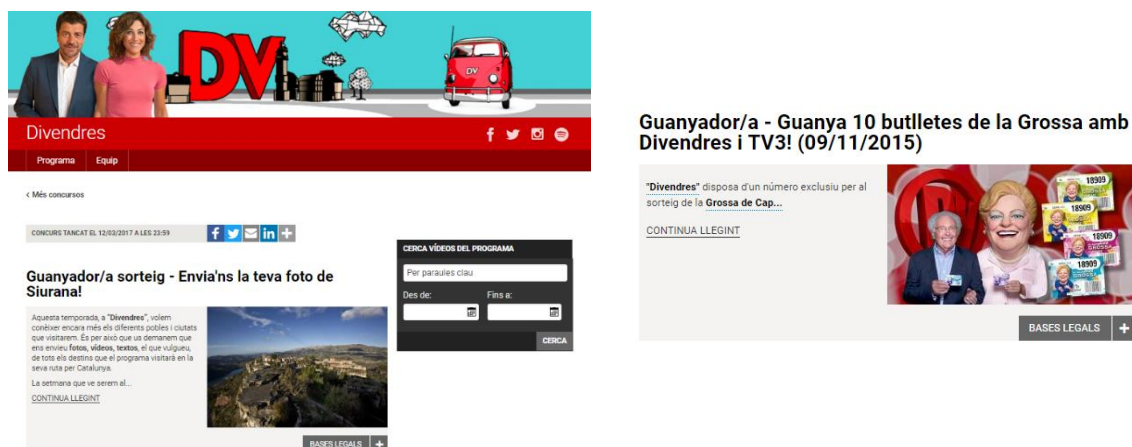 DV
DV
Divendres
Programa Equip
< Més concursos
CONCURS TANCAT EL 12/03/2017 A LES 23:59
Guanyador/a sorteig - Envia'ns la teva foto de
Siurana!
Aquesta temporada, a "Divendres", volem
conèixer encara més els diferents pobles i ciutats
que visitarem. És per això que us demanem que
ens envieu fotos, vídeos, textos, el que vulgueu,
de tots els destins que el programa visitarà en la
seva ruta per Catalunya.
La setmana que ve serem al...
CONTINUA LLEGINT
BASES LEGALS +
CERCA VÍDEOS DEL PROGRAMA
Per paraules clau
Des de: Fins a:
CERCA
Guanyador/a - Guanya 10 butlletes de la Grossa amb
Divendres i TV3! (09/11/2015)
"Divendres" disposa d'un número exclusiu per al
sorteig de la Grossa de Cap...
CONTINUA LLEGINT
18909
18909
18909
18909
BASES LEGALS +